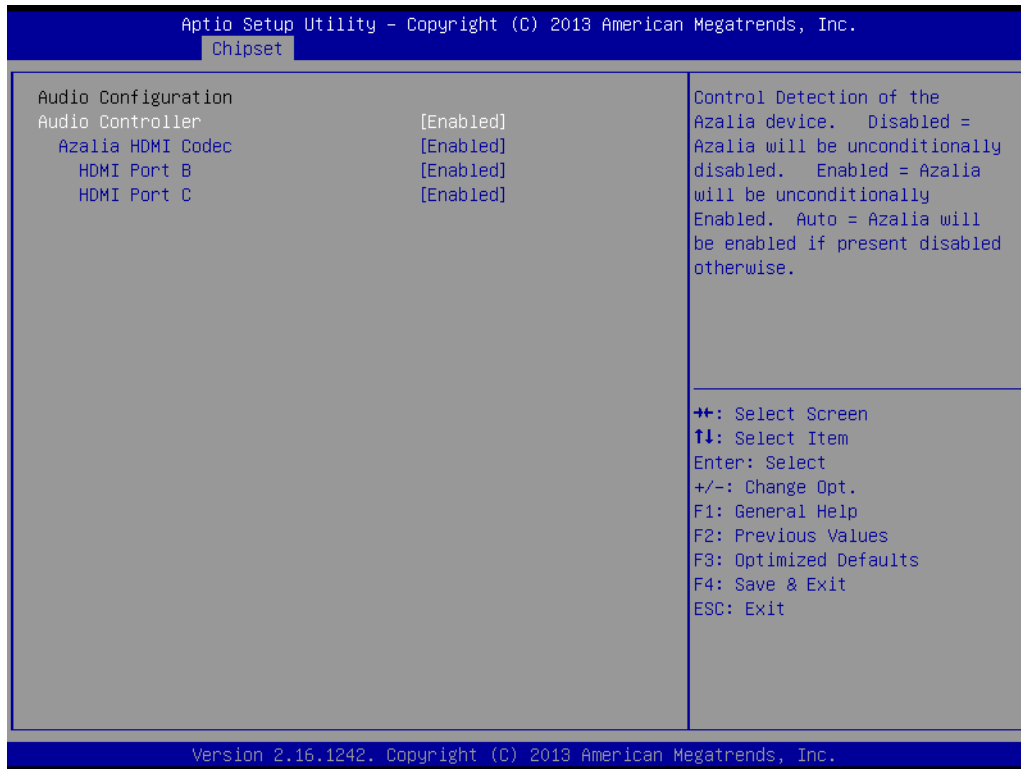 Aptio Setup Utility – Copyright (C) 2013 American Megatrends, Inc.
Chipset
Audio Configuration
Audio Controller [Enabled]
Azalia HDMI Codec [Enabled]
HDMI Port B [Enabled]
HDMI Port C [Enabled]
Control Detection of the
Azalia device.   Disabled =
Azalia will be unconditionally
disabled.   Enabled = Azalia
will be unconditionally
Enabled.  Auto = Azalia will
be enabled if present disabled
otherwise.
→←: Select Screen
↑↓: Select Item
Enter: Select
+/-: Change Opt.
F1: General Help
F2: Previous Values
F3: Optimized Defaults
F4: Save & Exit
ESC: Exit
Version 2.16.1242. Copyright (C) 2013 American Megatrends, Inc.